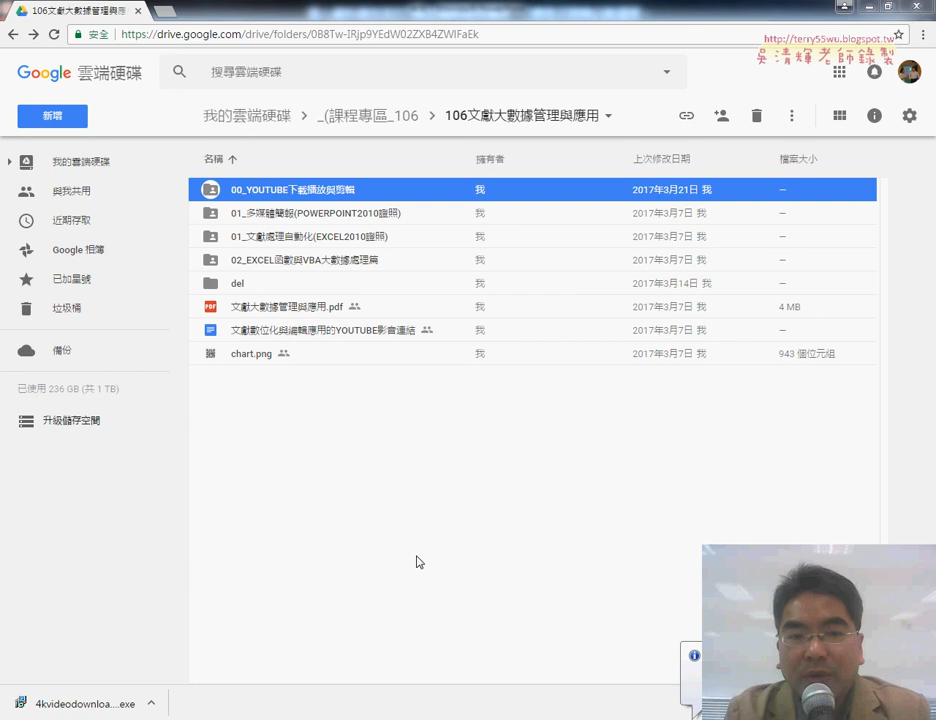 106文獻大數據管理與應
安全 https://drive.google.com/drive/folders/0B8Tw-IRjp9YEdW02ZXB4ZWlFaEk
http://terry55wu.blogspot.tw
吳清輝老師錄製
Google 雲端硬碟
搜尋雲端硬碟
新增
我的雲端硬碟 _(課程專區_106 106文獻大數據管理與應用
名稱 擁有者 上次修改日期 檔案大小
我的雲端硬碟
與我共用
近期存取
Google 相簿
已加星號
垃圾桶
備份
已使用 236 GB (共 1 TB)
升級儲存空間
00_YOUTUBE下載播放與剪輯 我 2017年3月21日 我 –
01_多媒體簡報(POWERPOINT2010證照) 我 2017年3月7日 我 –
01_文獻處理自動化(EXCEL2010證照) 我 2017年3月7日 我 –
02_EXCEL函數與VBA大數據處理篇 我 2017年3月7日 我 –
del 我 2017年3月14日 我 –
PDF 文獻大數據管理與應用.pdf 我 2017年3月7日 我 4 MB
文獻數位化與編輯應用的YOUTUBE影音連結 我 2017年3月7日 我 –
chart.png 我 2017年3月7日 我 943 個位元組
4kvideodownloa....exe